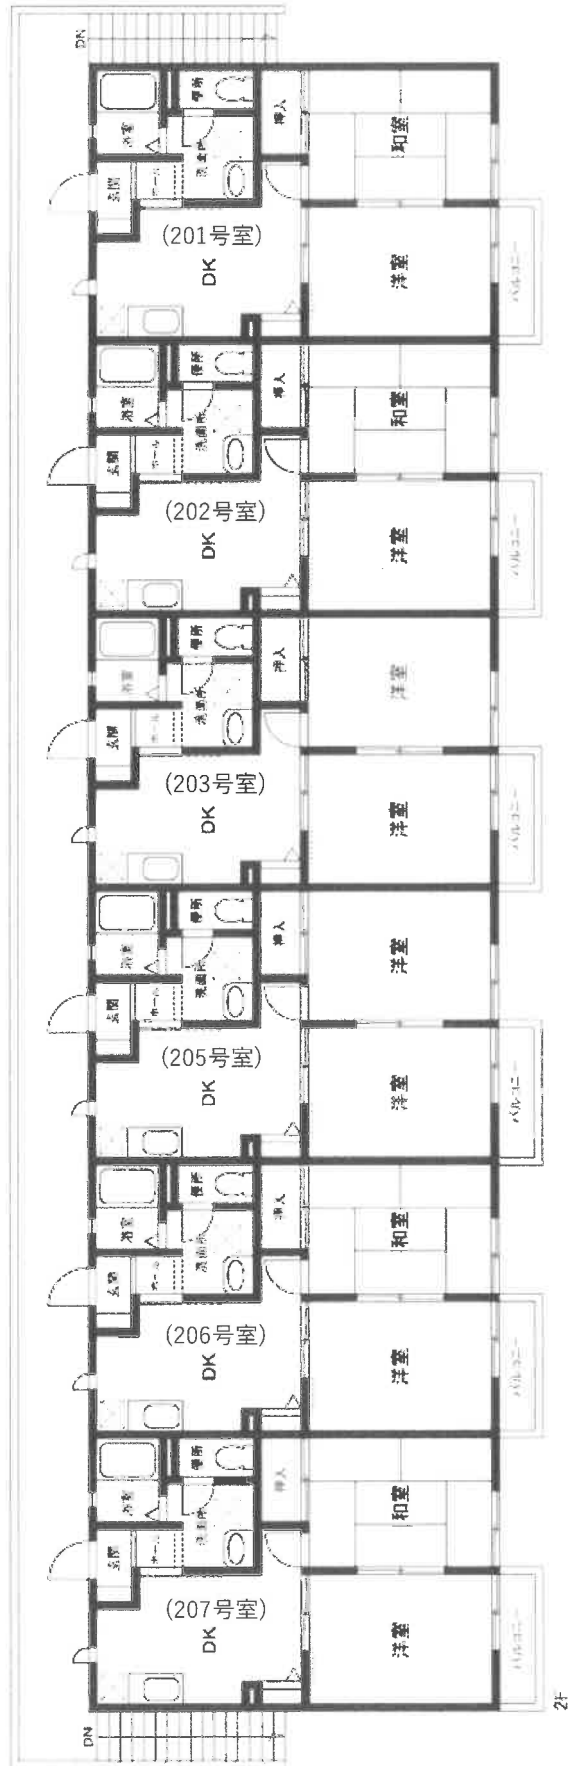 DN
浴室
便所
玄関
ホール
洗面所
押入
和室
(201号室)
DK
洋室
バルコニー
浴室
便所
玄関
ホール
洗面所
押入
和室
(202号室)
DK
洋室
バルコニー
浴室
便所
玄関
ホール
洗面所
押入
洋室
(203号室)
DK
洋室
バルコニー
浴室
便所
玄関
ホール
洗面所
押入
洋室
(205号室)
DK
洋室
バルコニー
浴室
便所
玄関
ホール
洗面所
押入
和室
(206号室)
DK
洋室
バルコニー
浴室
便所
玄関
ホール
洗面所
押入
和室
(207号室)
DK
洋室
バルコニー
DN
2F